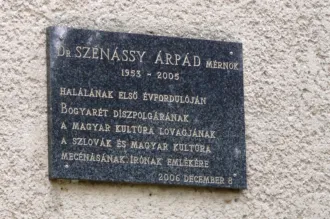 Dr. SZÉNÁSSY ÁRPÁD MÉRNÖK
1953 - 2005
HALÁLÁNAK ELSŐ ÉVFORDULÓJÁN
BOGYARÉT DÍSZPOLGÁRÁNAK
A MAGYAR KULTÚRA LOVAGJÁNAK
A SZLOVÁK ÉS MAGYAR KULTÚRA
MECÉNÁSÁNAK, ÍRÓNAK EMLÉKÉRE
2006 DECEMBER 8